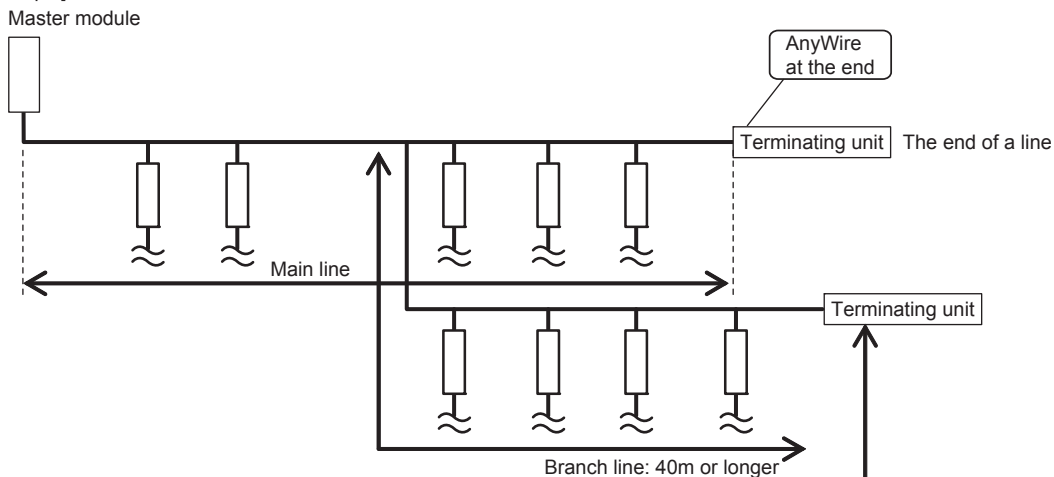 Master module
AnyWire
at the end
Terminating unit
The end of a line
Main line
Terminating unit
Branch line: 40m or longer